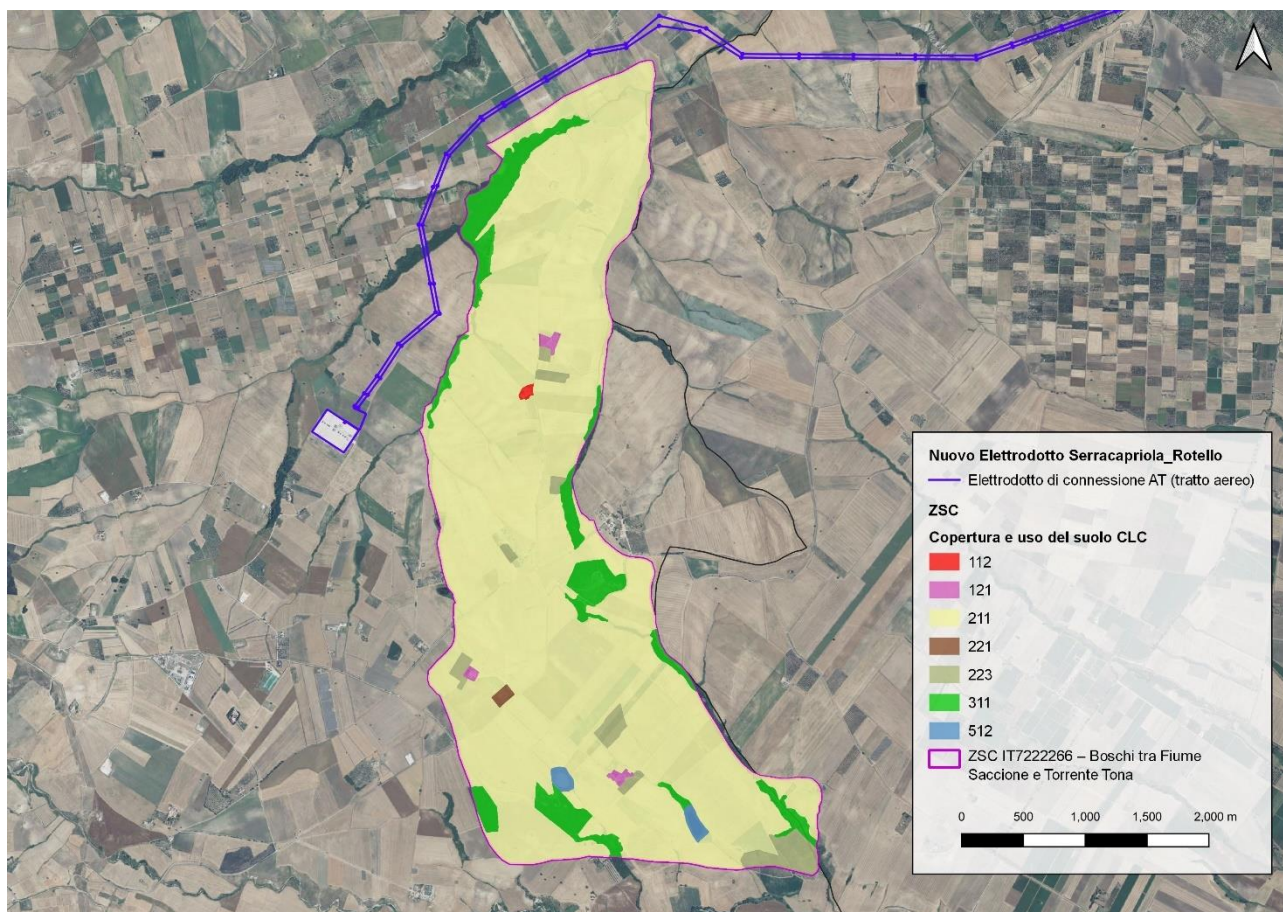 Nuovo Elettrodotto Serracapriola_Rotello
Elettrodotto di connessione AT (tratto aereo)
ZSC
Copertura e uso del suolo CLC
112
121
211
221
223
311
512
ZSC IT7222266 – Boschi tra Fiume
Saccione e Torrente Tona
0 500 1,000 1,500 2,000 m